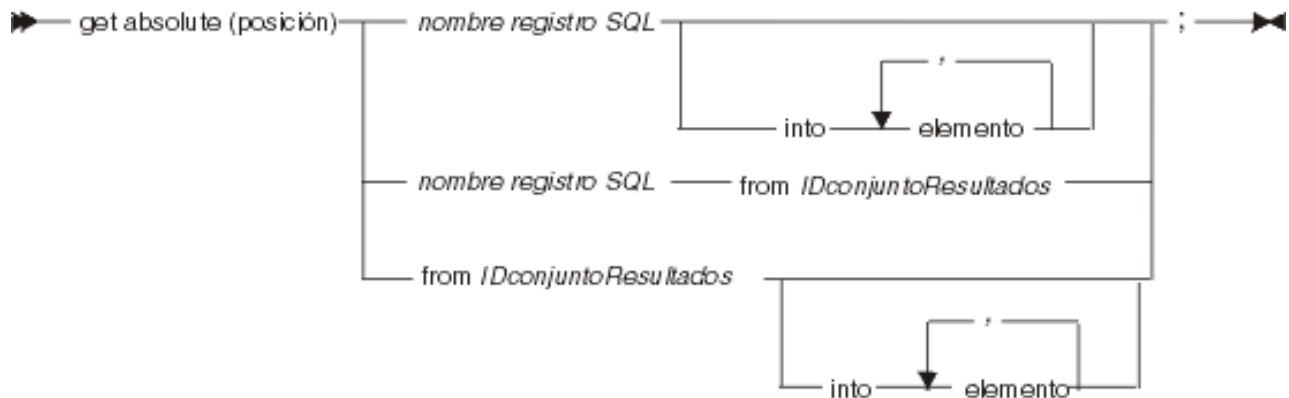 get absolute (posición) nombre registro SQL ;
,
into elemento
nombre registro SQL from IDconjuntoResultados
from IDconjuntoResultados
,
into elemento